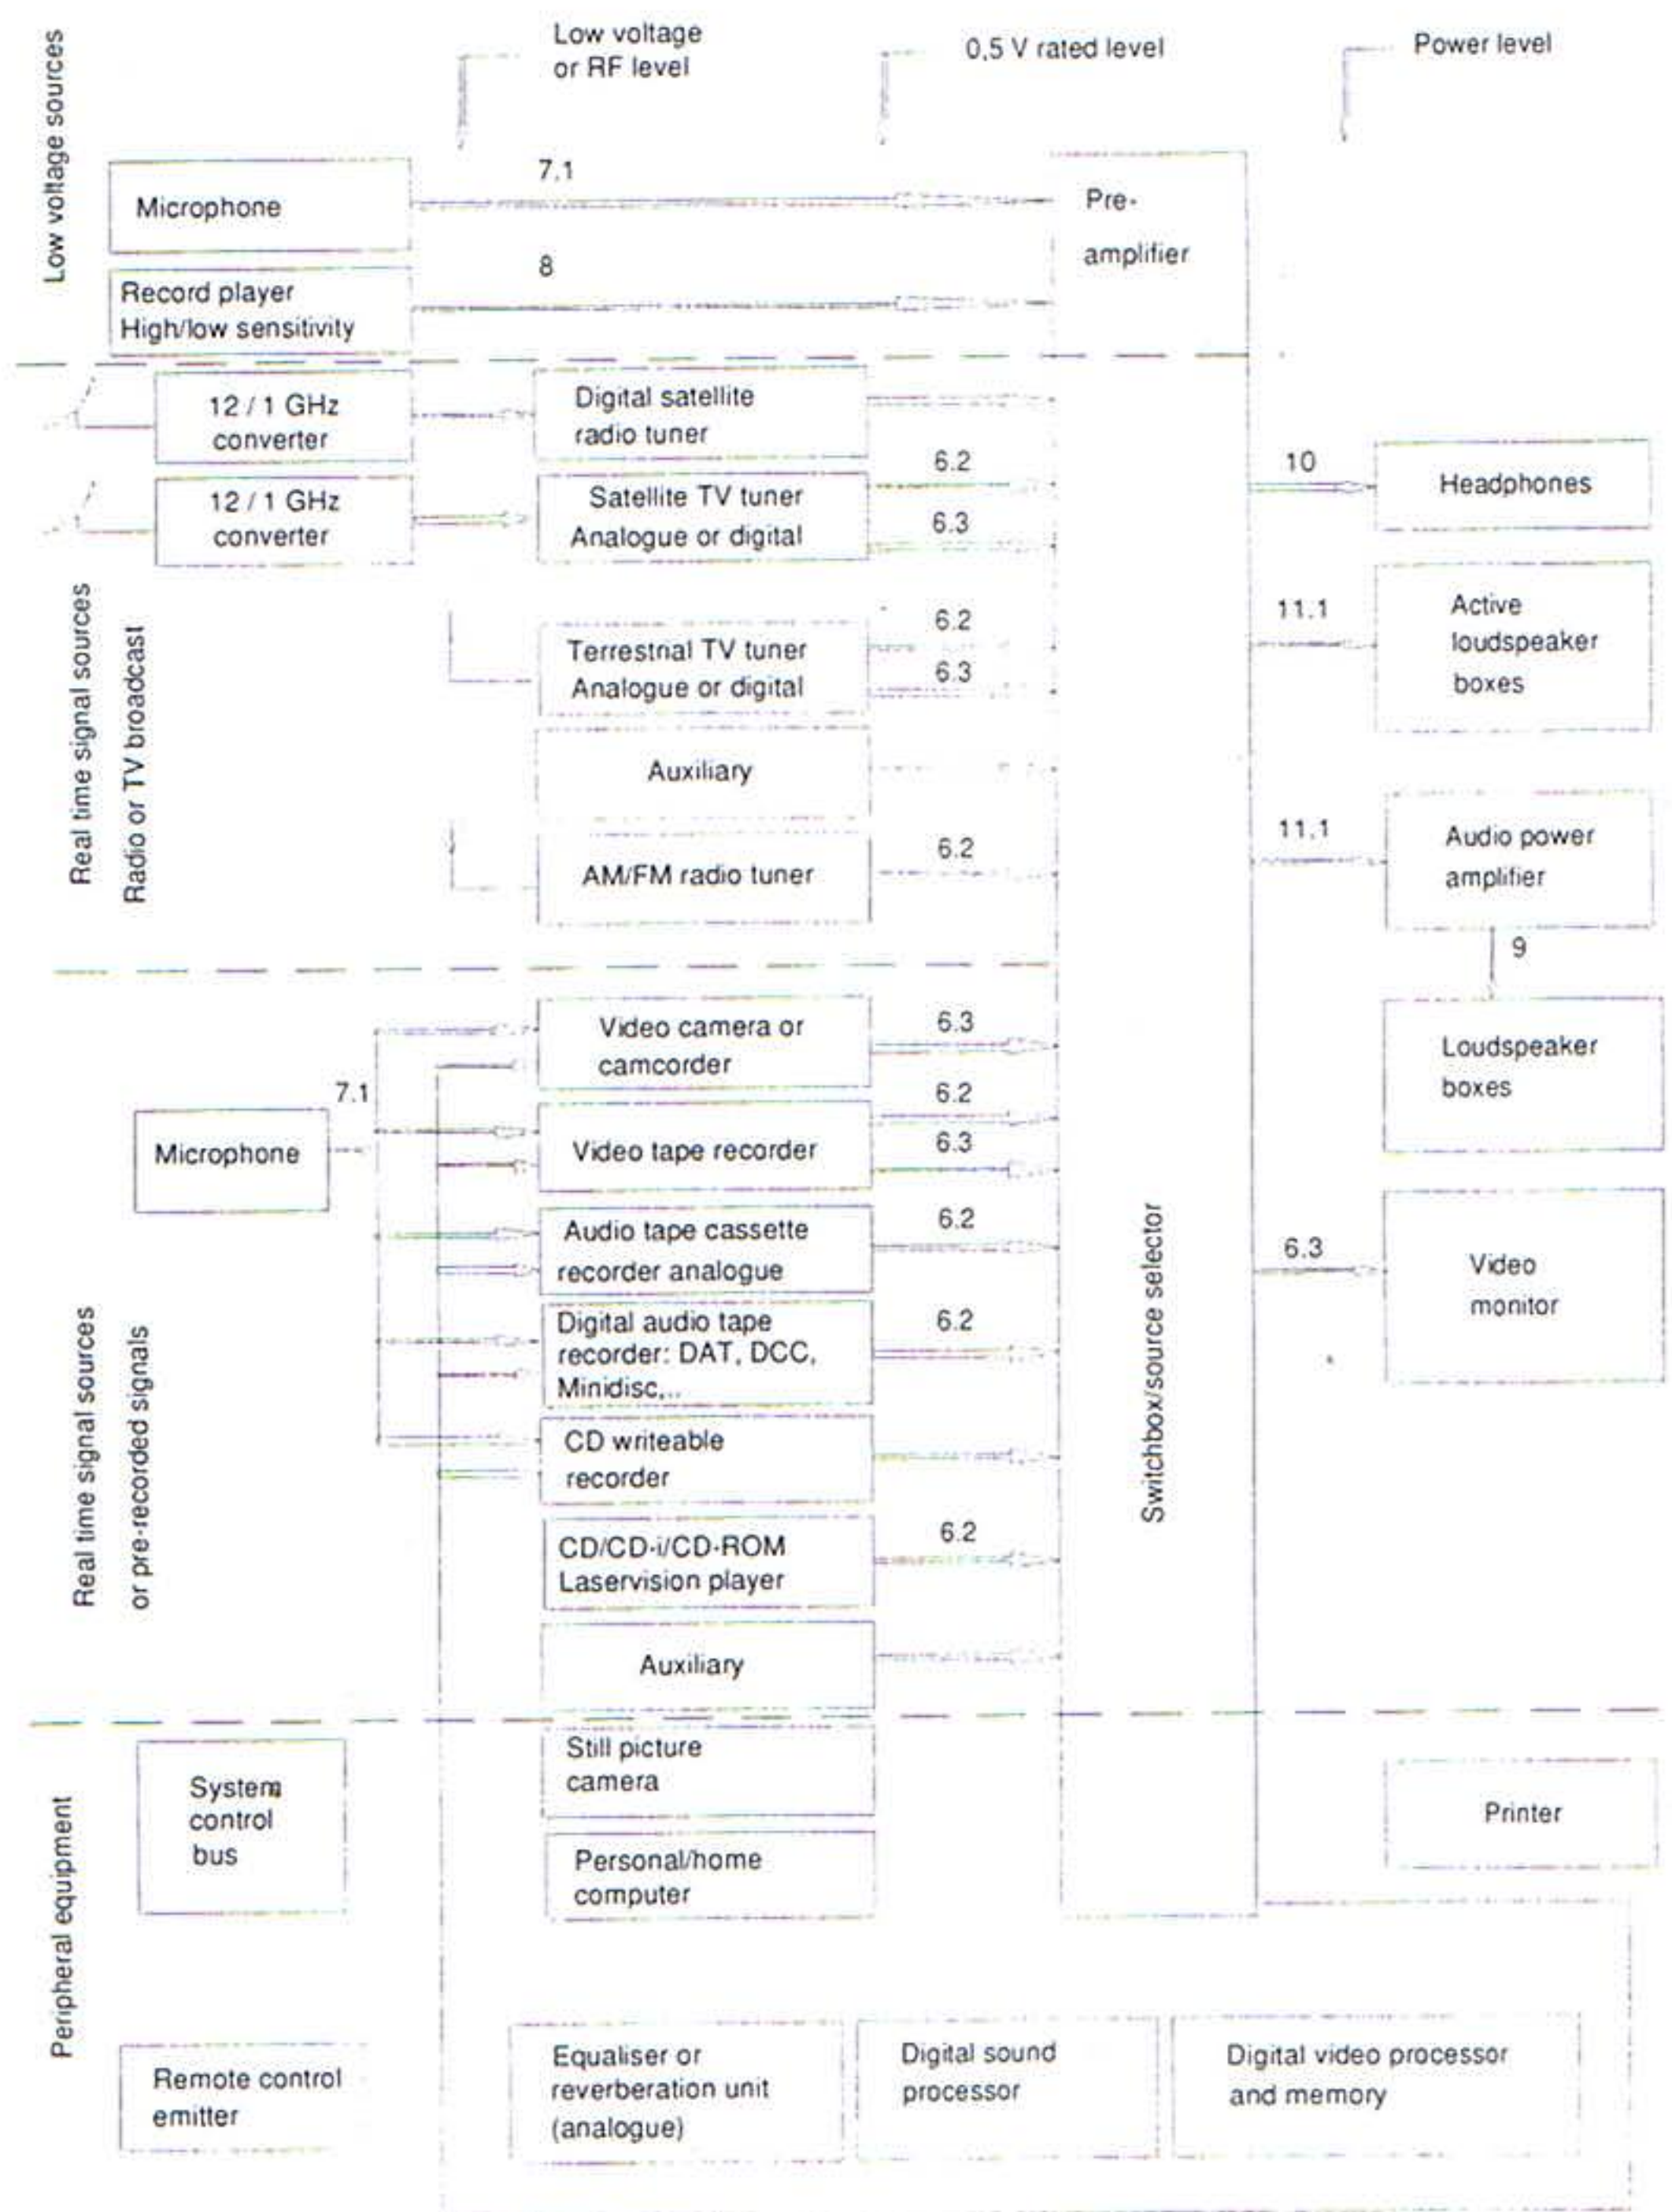 Low voltage sources
Low voltage
or RF level
0,5 V rated level
Power level
Microphone
7.1
Pre-
amplifier
Record player
High/low sensitivity
8
Real time signal sources
Radio or TV broadcast
12 / 1 GHz
converter
Digital satellite
radio tuner
12 / 1 GHz
converter
Satellite TV tuner
Analogue or digital
6.2
6.3
10
Headphones
Terrestrial TV tuner
Analogue or digital
6.2
6.3
11.1
Active
loudspeaker
boxes
Auxiliary
AM/FM radio tuner
6.2
11.1
Audio power
amplifier
9
Loudspeaker
boxes
Real time signal sources
or pre-recorded signals
Microphone
7.1
Video camera or
camcorder
6.3
Video tape recorder
6.2
6.3
Audio tape cassette
recorder analogue
6.2
Digital audio tape
recorder: DAT, DCC,
Minidisc,..
6.2
CD writeable
recorder
CD/CD-i/CD-ROM
Laservision player
6.2
Auxiliary
Switchbox/source selector
6.3
Video
monitor
Peripheral equipment
System
control
bus
Still picture
camera
Personal/home
computer
Printer
Remote control
emitter
Equaliser or
reverberation unit
(analogue)
Digital sound
processor
Digital video processor
and memory